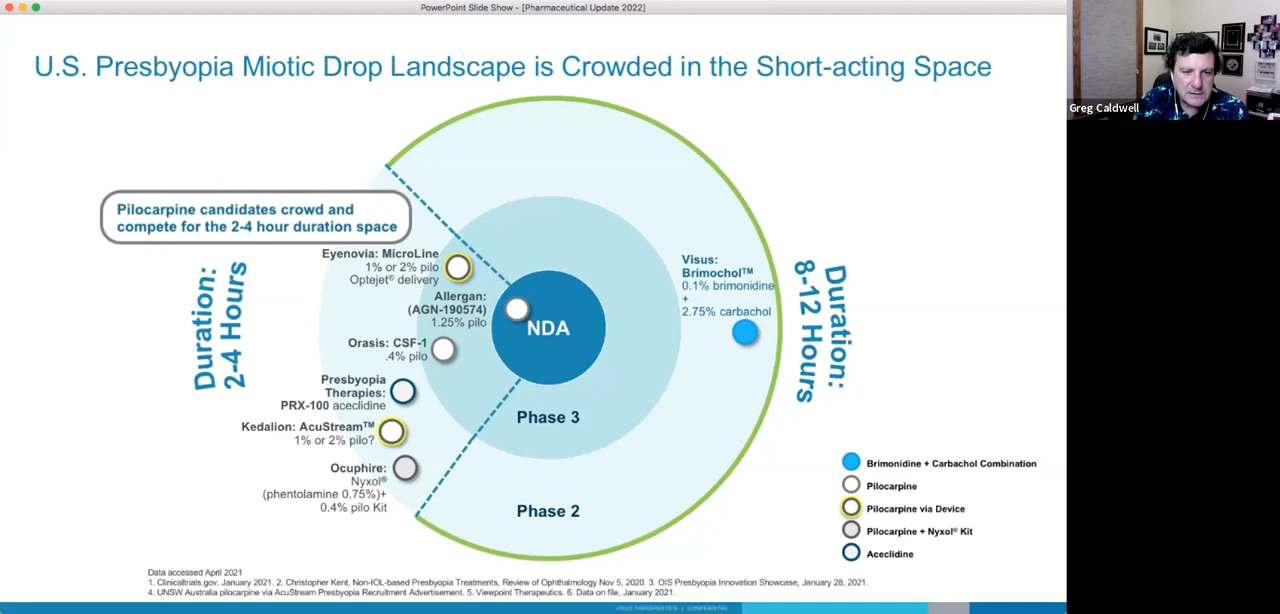 PowerPoint Slide Show - [Pharmaceutical Update 2022]
U.S. Presbyopia Miotic Drop Landscape is Crowded in the Short-acting Space
Greg Caldwell
Pilocarpine candidates crowd and
compete for the 2-4 hour duration space
Duration:
2-4 Hours
Eyenovia: MicroLine
1% or 2% pilo
Optejet® delivery
Allergan:
(AGN-190574)
1.25% pilo
Orasis: CSF-1
.4% pilo
Presbyopia
Therapies:
PRX-100 aceclidine
Kedalion: AcuStream™
1% or 2% pilo?
Ocuphire:
Nyxol®
(phentolamine 0.75%)+
0.4% pilo Kit
NDA
Phase 3
Phase 2
Visus:
Brimochol™
0.1% brimonidine
+
2.75% carbachol
Duration:
8-12 Hours
Brimonidine + Carbachol Combination
Pilocarpine
Pilocarpine via Device
Pilocarpine + Nyxol® Kit
Aceclidine
Data accessed April 2021
1. Clinicaltrials.gov, January 2021. 2. Christopher Kent, Non-IOL-based Presbyopia Treatments, Review of Ophthalmology Nov 5, 2020. 3. OIS Presbyopia Innovation Showcase, January 28, 2021.
4. UNSW Australia pilocarpine via AcuStream Presbyopia Recruitment Advertisement. 5. Viewpoint Therapeutics. 6. Data on file, January 2021.
VISUS THERAPEUTICS | CONFIDENTIAL